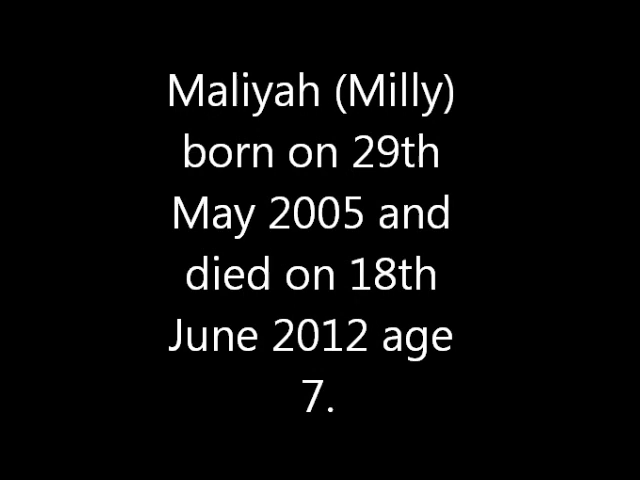 Maliyah (Milly)
born on 29th
May 2005 and
died on 18th
June 2012 age
7.